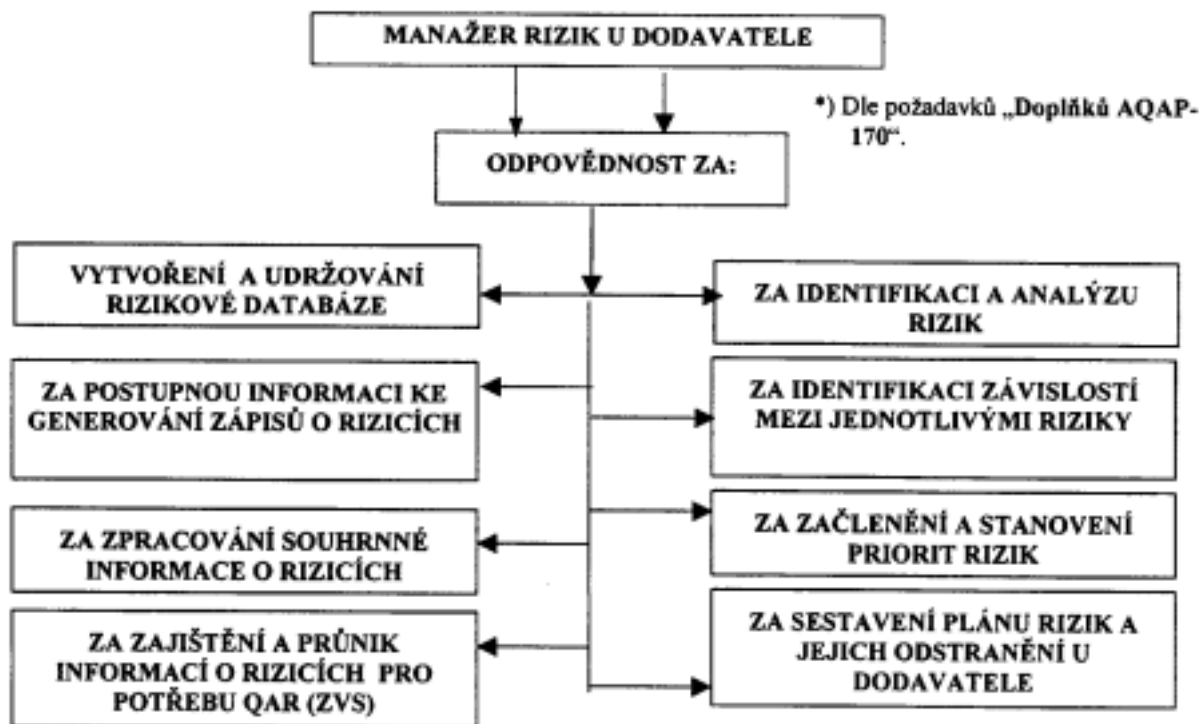 MANAŽER RIZIK U DODAVATELE
*) Dle požadavků „Doplňků AQAP-
170“.
ODPOVĚDNOST ZA:
VYTVOŘENÍ A UDRŽOVÁNÍ
RIZIKOVÉ DATABÁZE
ZA IDENTIFIKACI A ANALÝZU
RIZIK
ZA POSTUPNOU INFORMACI KE
GENEROVÁNÍ ZÁPISŮ O RIZICÍCH
ZA IDENTIFIKACI ZÁVISLOSTÍ
MEZI JEDNOTLIVÝMI RIZIKY
ZA ZPRACOVÁNÍ SOUHRNNÉ
INFORMACE O RIZICÍCH
ZA ZAČLENĚNÍ A STANOVENÍ
PRIORIT RIZIK
ZA ZAJIŠTĚNÍ A PRŮNIK
INFORMACÍ O RIZICÍCH PRO
POTŘEBU QAR (ZVS)
ZA SESTAVENÍ PLÁNU RIZIK A
JEJICH ODSTRANĚNÍ U
DODAVATELE